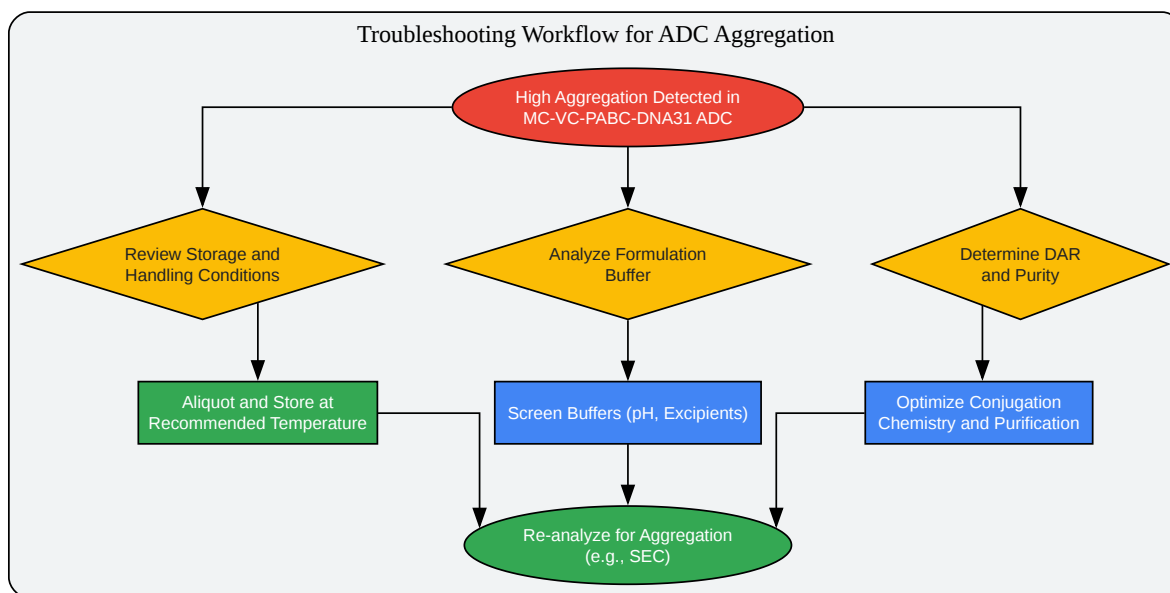 Troubleshooting Workflow for ADC Aggregation
High Aggregation Detected in
MC-VC-PABC-DNA31 ADC
Review Storage and
Handling Conditions
Analyze Formulation
Buffer
Determine DAR
and Purity
Aliquot and Store at
Recommended Temperature
Screen Buffers (pH, Excipients)
Optimize Conjugation
Chemistry and Purification
Re-analyze for Aggregation
(e.g., SEC)